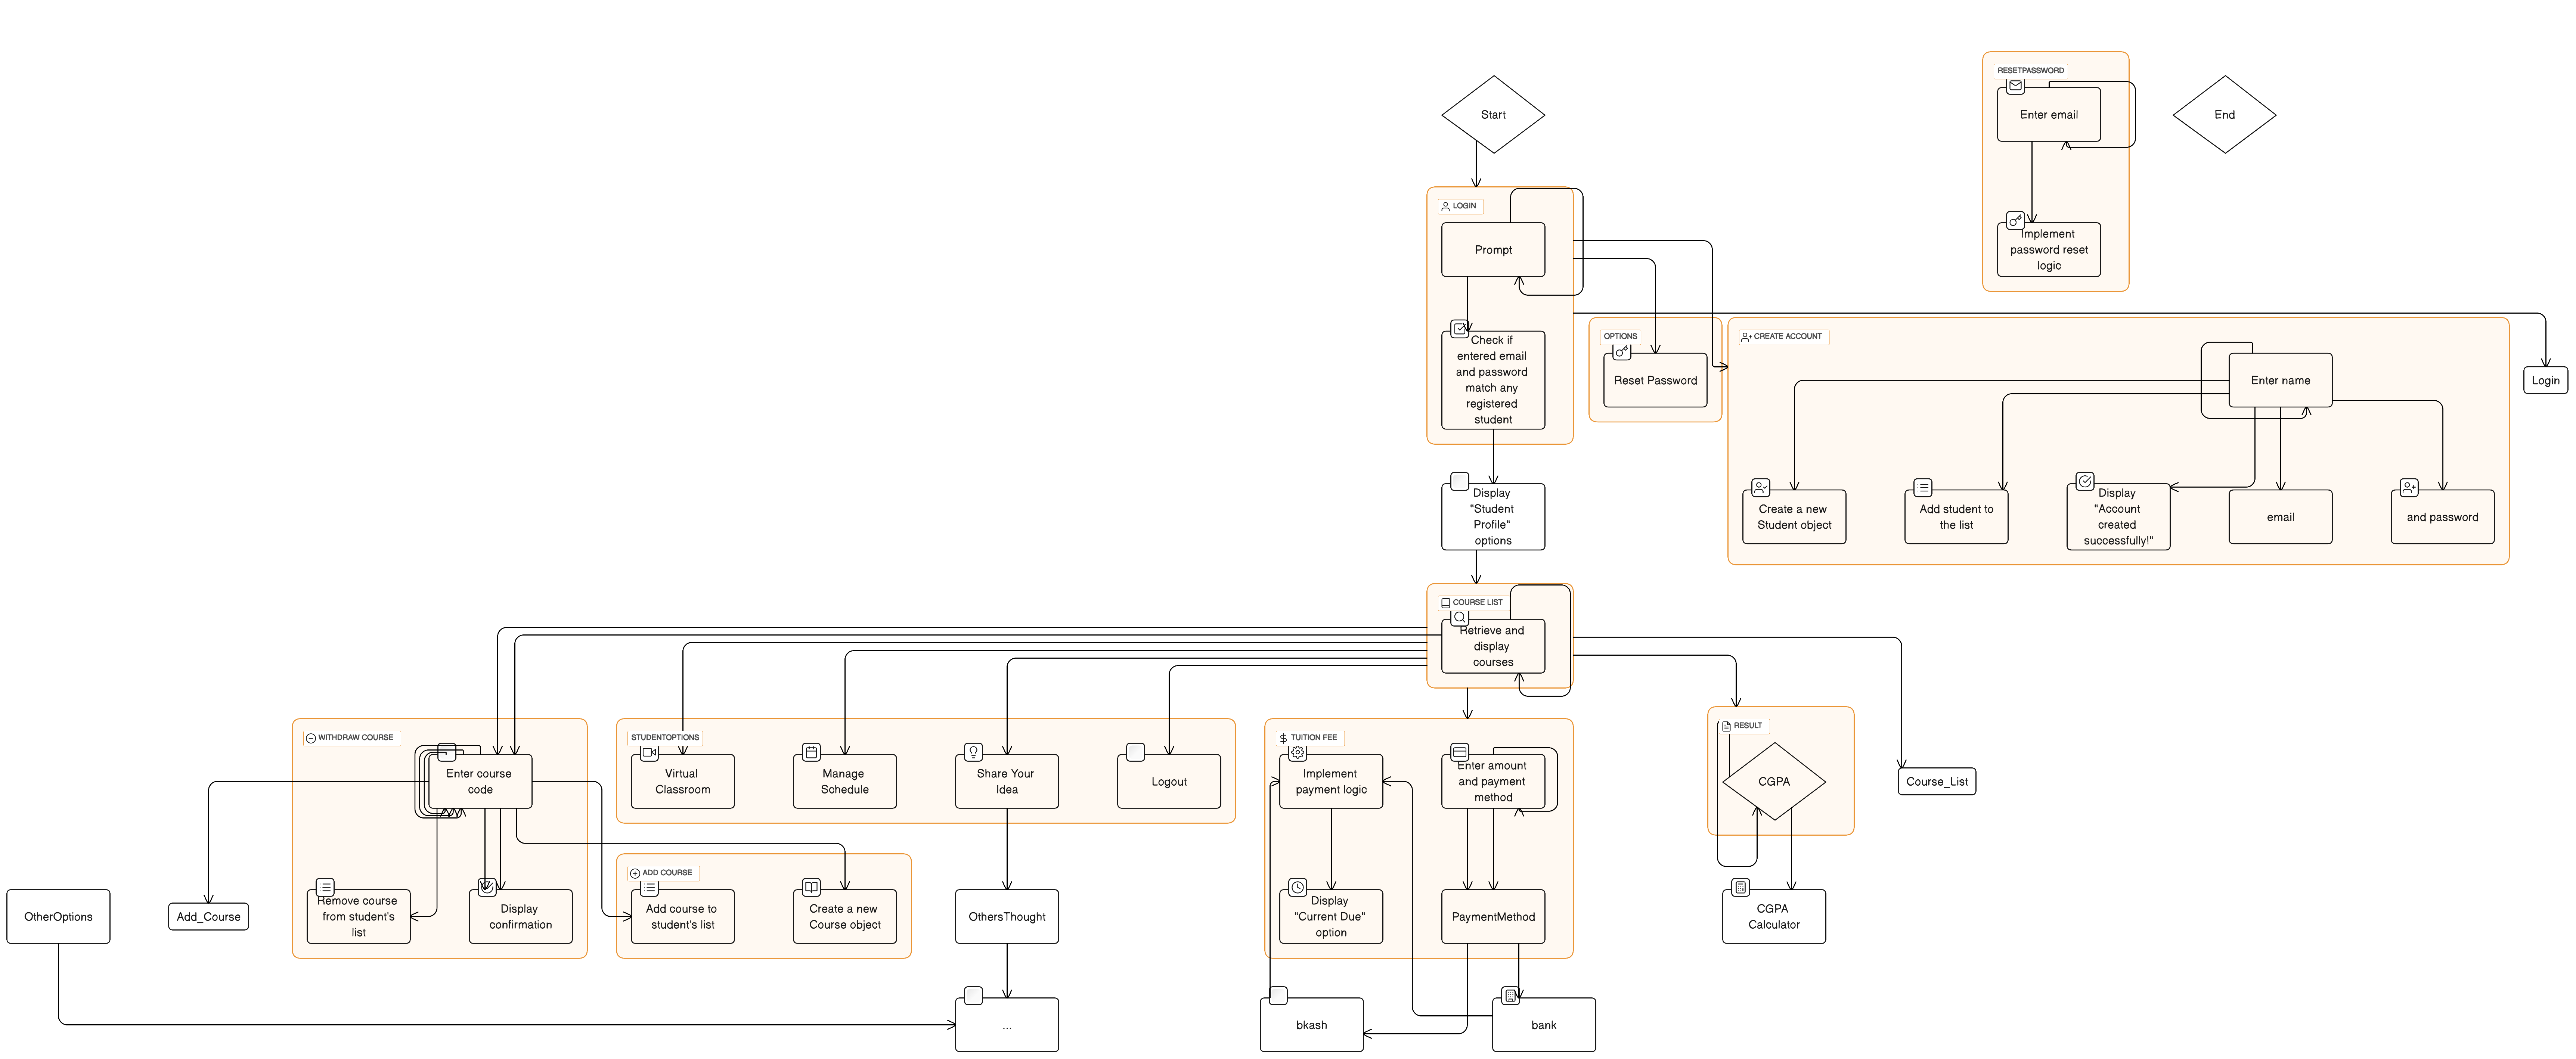 RESETPASSWORD
Start
Enter email
End
LOGIN
Prompt
Implement
password reset
logic
Check if
entered email
and password
match any
registered
student
OPTIONS
Reset Password
CREATE ACCOUNT
Enter name
Login
Display
"Student
Profile"
options
Create a new
Student object
Add student to
the list
Display
"Account
created
successfully!"
email
and password
COURSE LIST
Retrieve and
display
courses
WITHDRAW COURSE
Enter course
code
STUDENTOPTIONS
Virtual
Classroom
Manage
Schedule
Share Your
Idea
Logout
TUITION FEE
Implement
payment logic
Enter amount
and payment
method
RESULT
CGPA
Course_List
OtherOptions
Add_Course
Remove course
from student's
list
Display
confirmation
ADD COURSE
Add course to
student's list
Create a new
Course object
OthersThought
Display
"Current Due"
option
PaymentMethod
CGPA
Calculator
...
bkash
bank